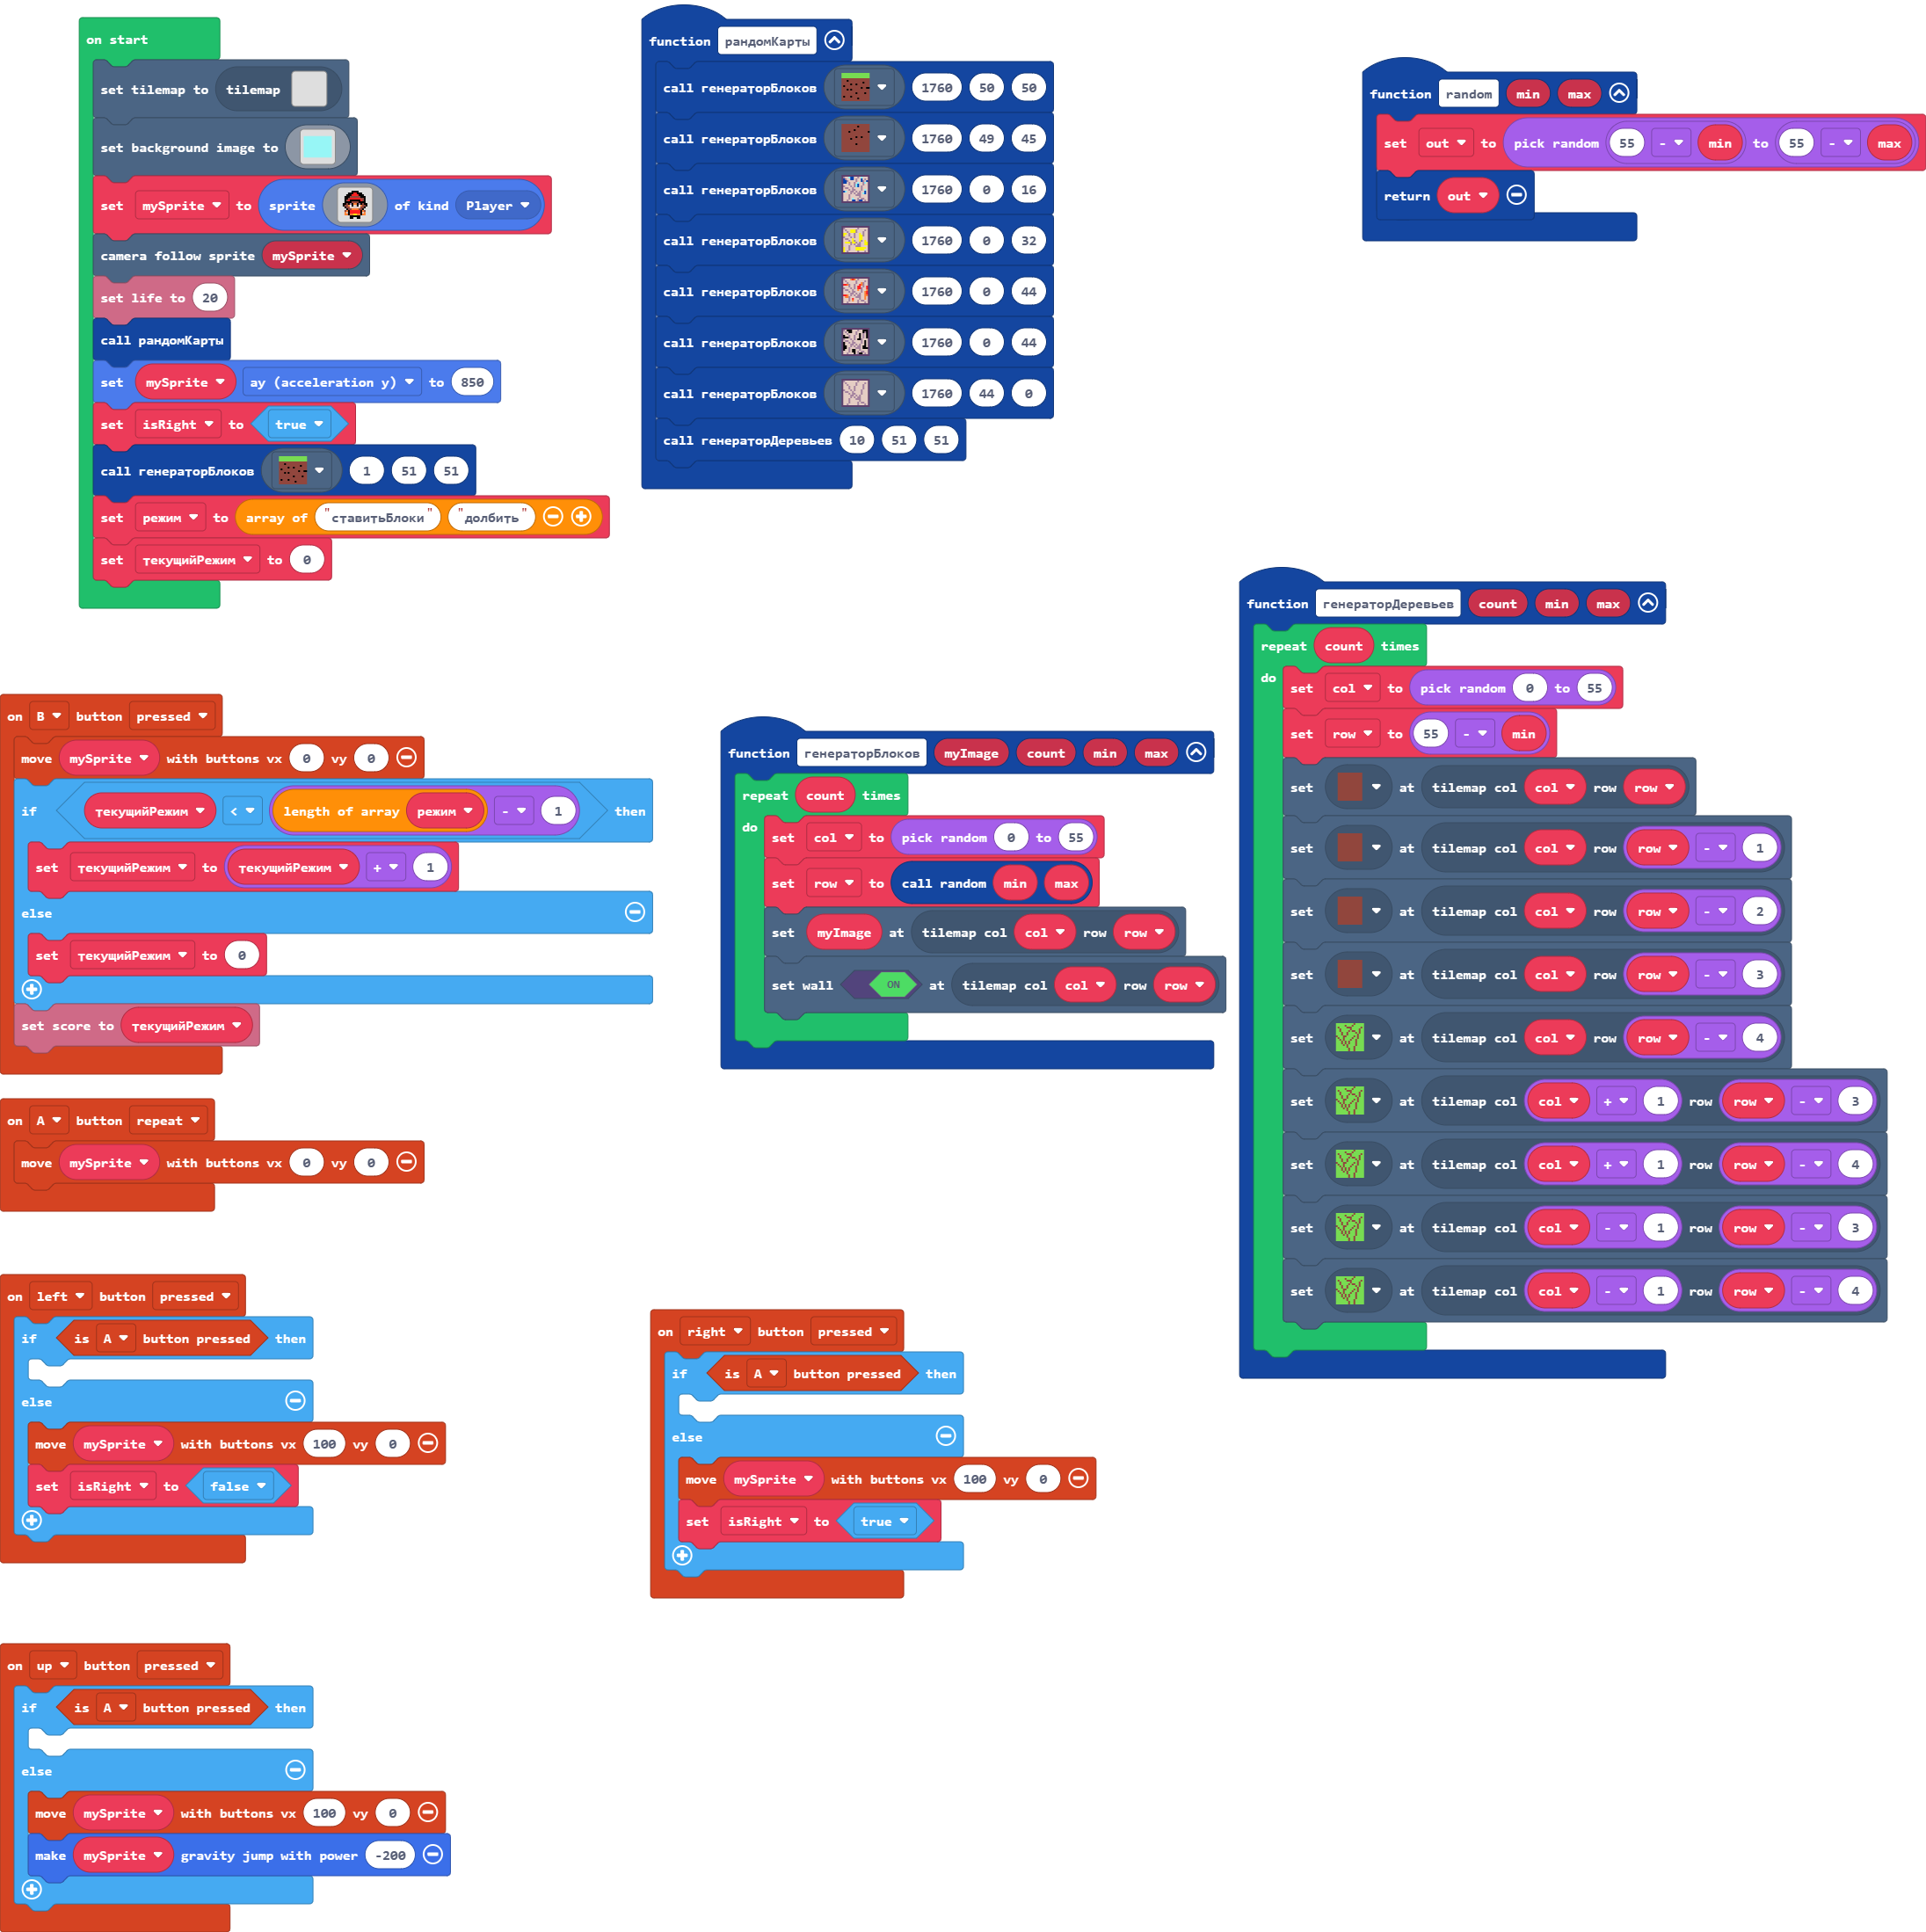 on start
set tilemap to tilemap
set background image to
set mySprite to sprite of kind Player
camera follow sprite mySprite
set life to 20
call рандомКарты
set mySprite ay (acceleration y) to 850
set isRight to true
call генераторБлоков 1 51 51
set режим to array of "ставитьБлоки" "долбить"
set текущийРежим to 0
function рандомКарты
call генераторБлоков 1760 50 50
call генераторБлоков 1760 49 45
call генераторБлоков 1760 0 16
call генераторБлоков 1760 0 32
call генераторБлоков 1760 0 44
call генераторБлоков 1760 0 44
call генераторБлоков 1760 44 0
call генераторДеревьев 10 51 51
function random min max
set out to pick random 55 - min to 55 - max
return out
on B button pressed
move mySprite with buttons vx 0 vy 0
if текущийРежим < length of array режим - 1 then
set текущийРежим to текущийРежим + 1
else
set текущийРежим to 0
set score to текущийРежим
on A button repeat
move mySprite with buttons vx 0 vy 0
function генераторБлоков myImage count min max
repeat count times
do
set col to pick random 0 to 55
set row to call random min max
set myImage at tilemap col col row row
set wall ON at tilemap col col row row
function генераторДеревьев count min max
repeat count times
do
set col to pick random 0 to 55
set row to 55 - min
set at tilemap col col row row
set at tilemap col col row row - 1
set at tilemap col col row row - 2
set at tilemap col col row row - 3
set at tilemap col col row row - 4
set at tilemap col col + 1 row row - 3
set at tilemap col col + 1 row row - 4
set at tilemap col col - 1 row row - 3
set at tilemap col col - 1 row row - 4
on left button pressed
if is A button pressed then
else
move mySprite with buttons vx 100 vy 0
set isRight to false
on right button pressed
if is A button pressed then
else
move mySprite with buttons vx 100 vy 0
set isRight to true
on up button pressed
if is A button pressed then
else
move mySprite with buttons vx 100 vy 0
make mySprite gravity jump with power -200